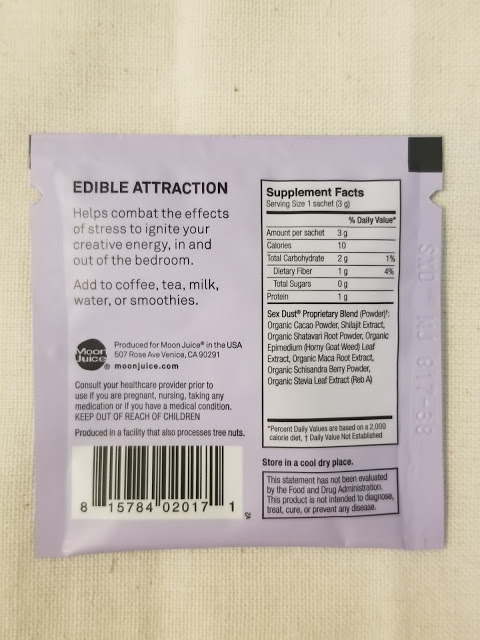 EDIBLE ATTRACTION
Helps combat the effects
of stress to ignite your
creative energy, in and
out of the bedroom.
Add to coffee, tea, milk,
water, or smoothies.
Moon
Juice®
Produced for Moon Juice® in the USA
507 Rose Ave Venice, CA 90291
moonjuice.com
Consult your healthcare provider prior to
use if you are pregnant, nursing, taking any
medication or if you have a medical condition.
KEEP OUT OF REACH OF CHILDREN
Produced in a facility that also processes tree nuts.
8 15784 02017 1
Supplement Facts
Serving Size 1 sachet (3 g)
% Daily Value*
Amount per sachet 3 g
Calories 10
Total Carbohydrate 2 g 1%
Dietary Fiber 1 g 4%
Total Sugars 0 g
Protein 1 g
Sex Dust® Proprietary Blend (Powder)†:
Organic Cacao Powder, Shilajit Extract,
Organic Shatavari Root Powder, Organic
Epimedium (Horny Goat Weed) Leaf
Extract, Organic Maca Root Extract,
Organic Schisandra Berry Powder,
Organic Stevia Leaf Extract (Reb A)
*Percent Daily Values are based on a 2,000
calorie diet, † Daily Value Not Established
Store in a cool dry place.
This statement has not been evaluated
by the Food and Drug Administration.
This product is not intended to diagnose,
treat, cure, or prevent any disease.